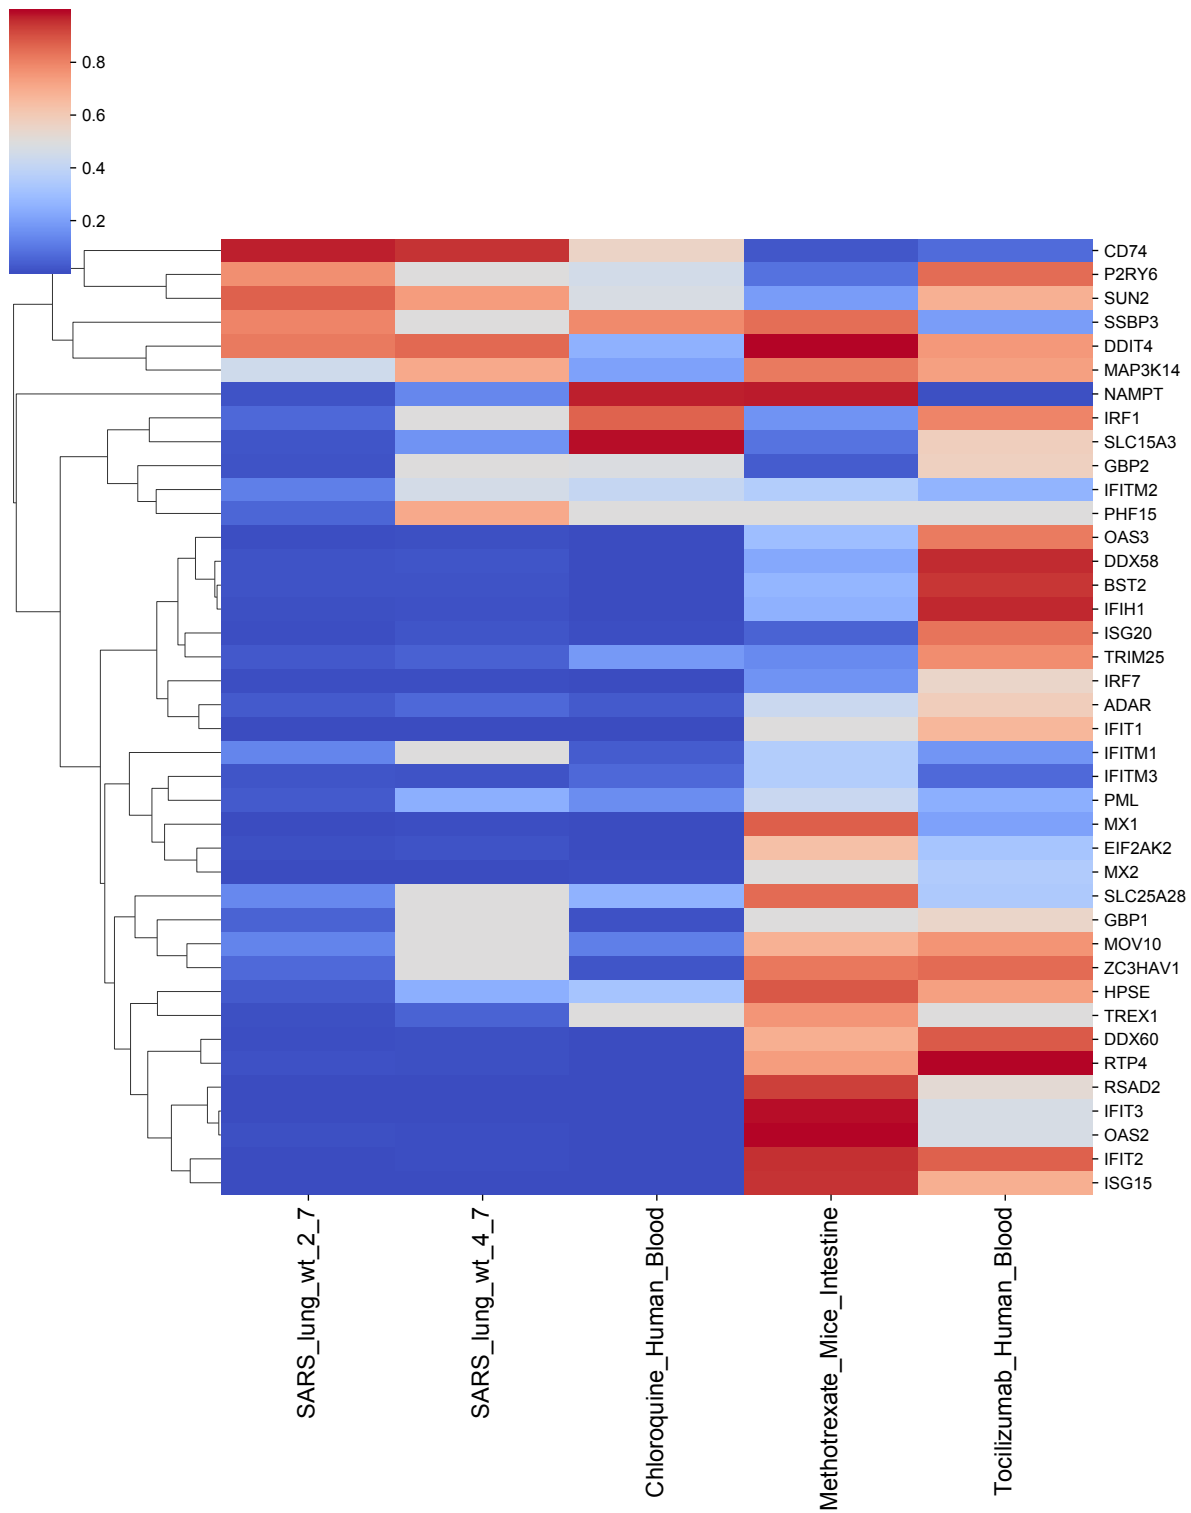 0.8
0.6
0.4
0.2
CD74
P2RY6
SUN2
SSBP3
DDIT4
MAP3K14
NAMPT
IRF1
SLC15A3
GBP2
IFITM2
PHF15
OAS3
DDX58
BST2
IFIH1
ISG20
TRIM25
IRF7
ADAR
IFIT1
IFITM1
IFITM3
PML
MX1
EIF2AK2
MX2
SLC25A28
GBP1
MOV10
ZC3HAV1
HPSE
TREX1
DDX60
RTP4
RSAD2
IFIT3
OAS2
IFIT2
ISG15
SARS_lung_wt_2_7
SARS_lung_wt_4_7
Chloroquine_Human_Blood
Methotrexate_Mice_Intestine
Tocilizumab_Human_Blood